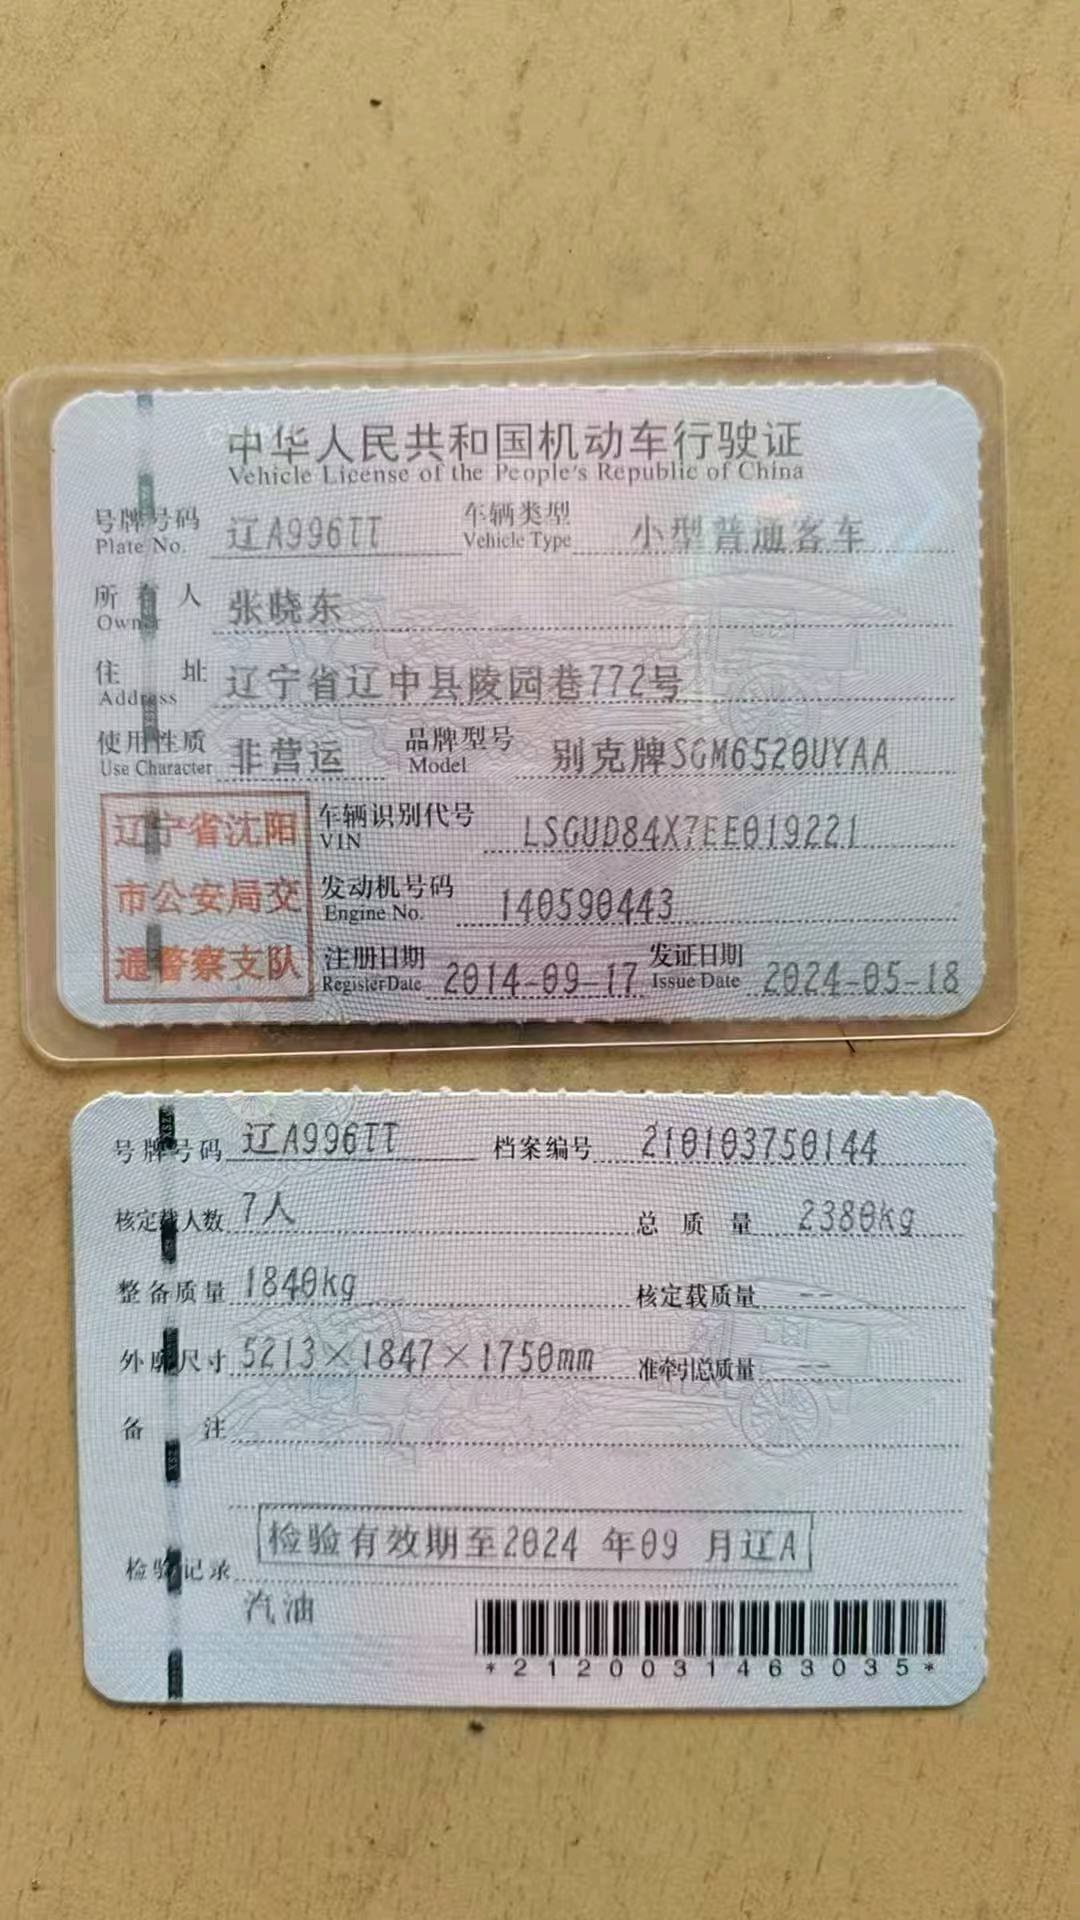 中华人民共和国机动车行驶证
Vehicle License of the People's Republic of China
号牌号码 辽A996TT 车辆类型 小型普通客车
Plate No. Vehicle Type
所有人 张晓东
Owner
住址 辽宁省辽中县陵园巷772号
Address
使用性质 非营运 品牌型号 别克牌SGM6520UYAA
Use Character Model
辽宁省沈阳
市公安局交
通警察支队
车辆识别代号 LSGUD84X7EE019221
VIN
发动机号码 140590443
Engine No.
注册日期 2014-09-17 发证日期 2024-05-18
Register Date Issue Date
号牌号码 辽A996TT 档案编号 210103750144
核定载人数 7人 总质量 2380kg
整备质量 1840kg 核定载质量 --
外廓尺寸 5213×1847×1750mm 准牵引总质量 --
备注
检验有效期至2024年09月辽A
检验记录
汽油
*2120031463035*